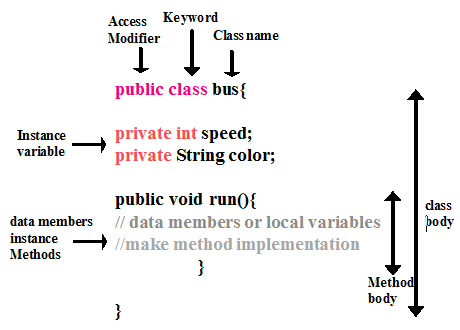 Access
Modifier
Keyword
Class name
public class bus{
Instance
variable
private int speed;
private String color;
public void run(){
data members
instance
Methods
// data members or local variables
//make method implementation
}
Method
body
class
body
}